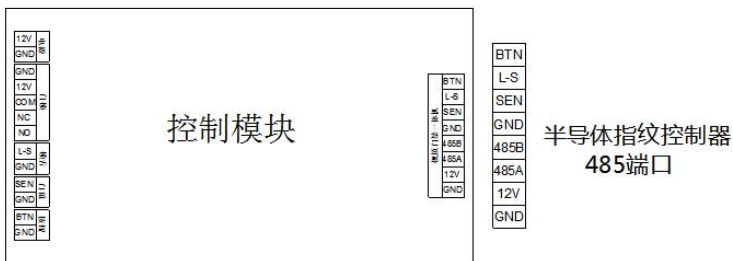 12V
GND
GND
12V
COM
NC
NO
L-S
GND
SEN
GND
BTN
GND
控制模块
BTN
L-S
SEN
GND
485B
485A
12V
GND
BTN
L-S
SEN
GND
485B
485A
12V
GND
半导体指纹控制器
485端口